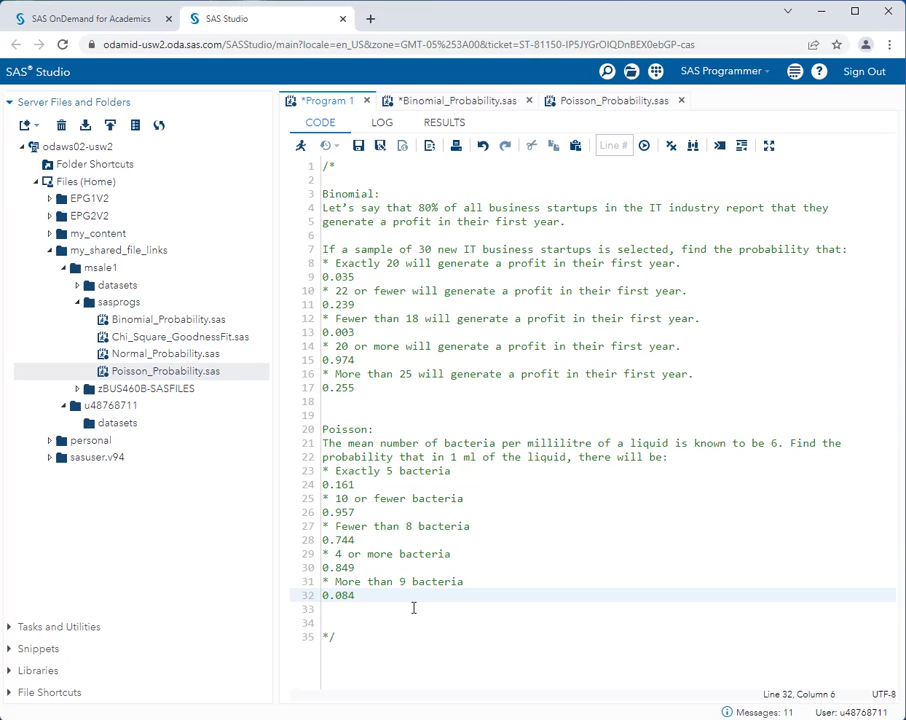 SAS OnDemand for Academics
SAS Studio
odamid-usw2.oda.sas.com/SASStudio/main?locale=en_US&zone=GMT-05%253A00&ticket=ST-81150-IP5JYGrOIQDnBEX0ebGP-cas
SAS® Studio
SAS Programmer
Sign Out
Server Files and Folders
odaws02-usw2
Folder Shortcuts
Files (Home)
EPG1V2
EPG2V2
my_content
my_shared_file_links
msale1
datasets
sasprogs
Binomial_Probability.sas
Chi_Square_GoodnessFit.sas
Normal_Probability.sas
Poisson_Probability.sas
zBUS460B-SASFILES
u48768711
datasets
personal
sasuser.v94
Tasks and Utilities
Snippets
Libraries
File Shortcuts
*Program 1
*Binomial_Probability.sas
Poisson_Probability.sas
CODE LOG RESULTS
Line #
1 /*
2
3 Binomial:
4 Let's say that 80% of all business startups in the IT industry report that they
5 generate a profit in their first year.
6
7 If a sample of 30 new IT business startups is selected, find the probability that:
8 * Exactly 20 will generate a profit in their first year.
9 0.035
10 * 22 or fewer will generate a profit in their first year.
11 0.239
12 * Fewer than 18 will generate a profit in their first year.
13 0.003
14 * 20 or more will generate a profit in their first year.
15 0.974
16 * More than 25 will generate a profit in their first year.
17 0.255
18
19
20 Poisson:
21 The mean number of bacteria per millilitre of a liquid is known to be 6. Find the
22 probability that in 1 ml of the liquid, there will be:
23 * Exactly 5 bacteria
24 0.161
25 * 10 or fewer bacteria
26 0.957
27 * Fewer than 8 bacteria
28 0.744
29 * 4 or more bacteria
30 0.849
31 * More than 9 bacteria
32 0.084
33
34
35 */
Line 32, Column 6
UTF-8
Messages: 11
User: u48768711